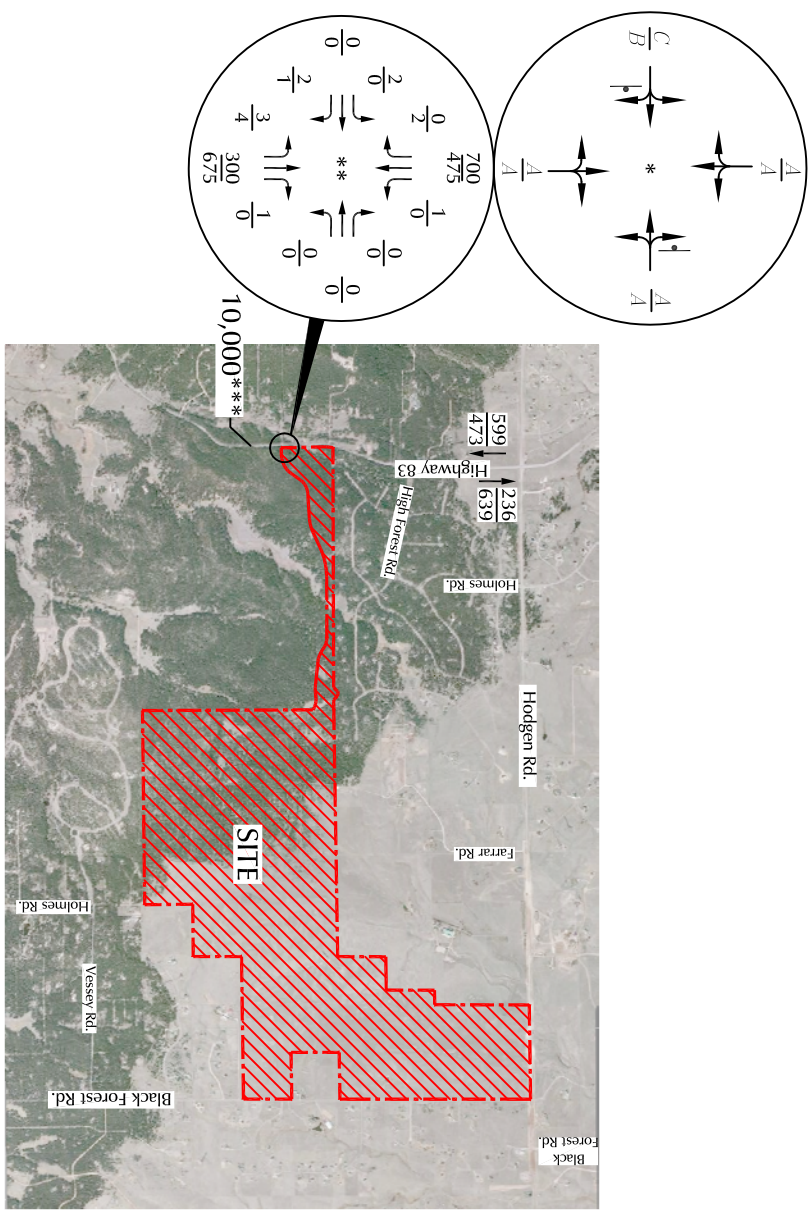 C
B
A
A
A
A
A
A
*
0
0
2
1
2
0
0
2
3
4
**
700
475
300
675
1
0
1
0
0
0
0
0
0
0
10,000***
599
473
Highway 83
236
639
High Forest Rd.
Holmes Rd.
Hodgen Rd.
Farrar Rd.
SITE
Holmes Rd.
Vessey Rd.
Black Forest Rd.
Black
Forest Rd.